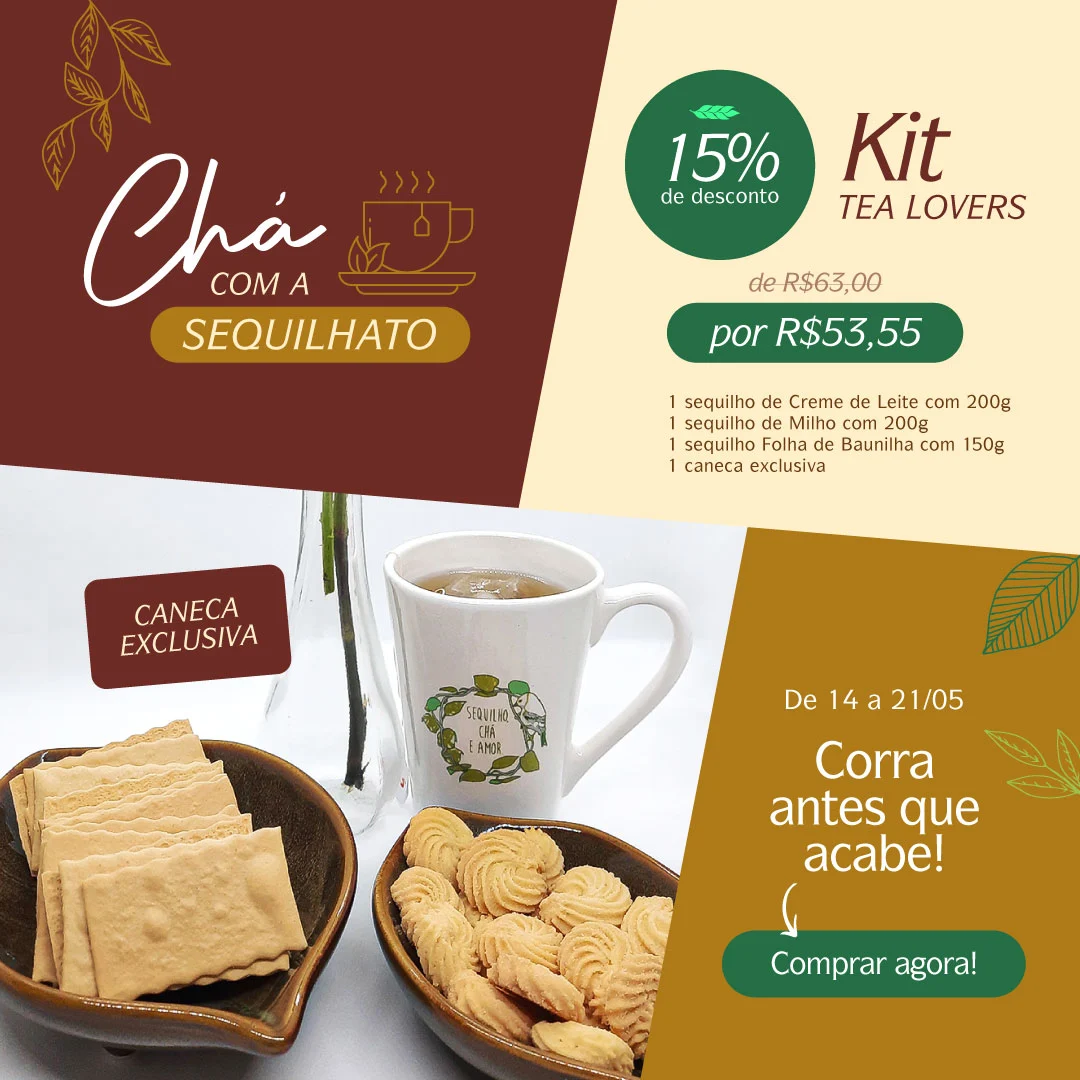 Chá
COM A
SEQUILHATO
15%
de desconto
Kit
TEA LOVERS
de R$63,00
por R$53,55
1 sequilho de Creme de Leite com 200g
1 sequilho de Milho com 200g
1 sequilho Folha de Baunilha com 150g
1 caneca exclusiva
CANECA
EXCLUSIVA
SEQUILHO,
CHÁ
E AMOR
De 14 a 21/05
Corra
antes que
acabe!
Comprar agora!